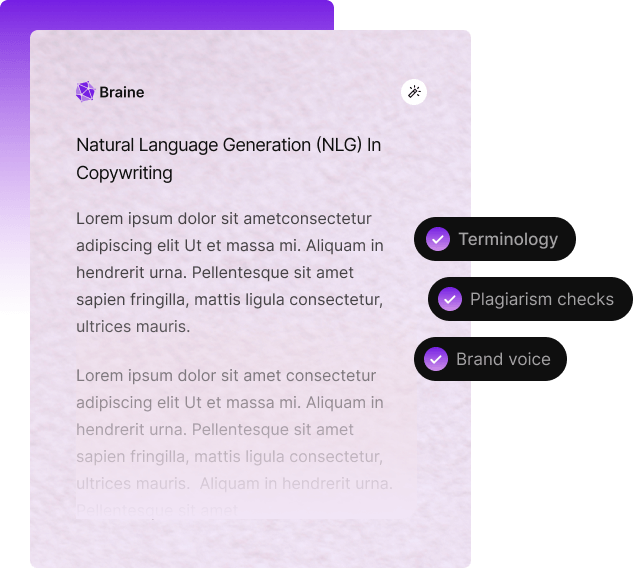 Braine
Natural Language Generation (NLG) In
Copywriting
Lorem ipsum dolor sit ametconsectetur
adipiscing elit Ut et massa mi. Aliquam in
hendrerit urna. Pellentesque sit amet
sapien fringilla, mattis ligula consectetur,
ultrices mauris.
Lorem ipsum dolor sit amet consectetur
adipiscing elit Ut et massa mi. Aliquam in
hendrerit urna. Pellentesque sit amet
sapien fringilla, mattis ligula consectetur,
ultrices mauris.  Aliquam in hendrerit urna.
Pellentesque sit amet
Terminology
Plagiarism checks
Brand voice